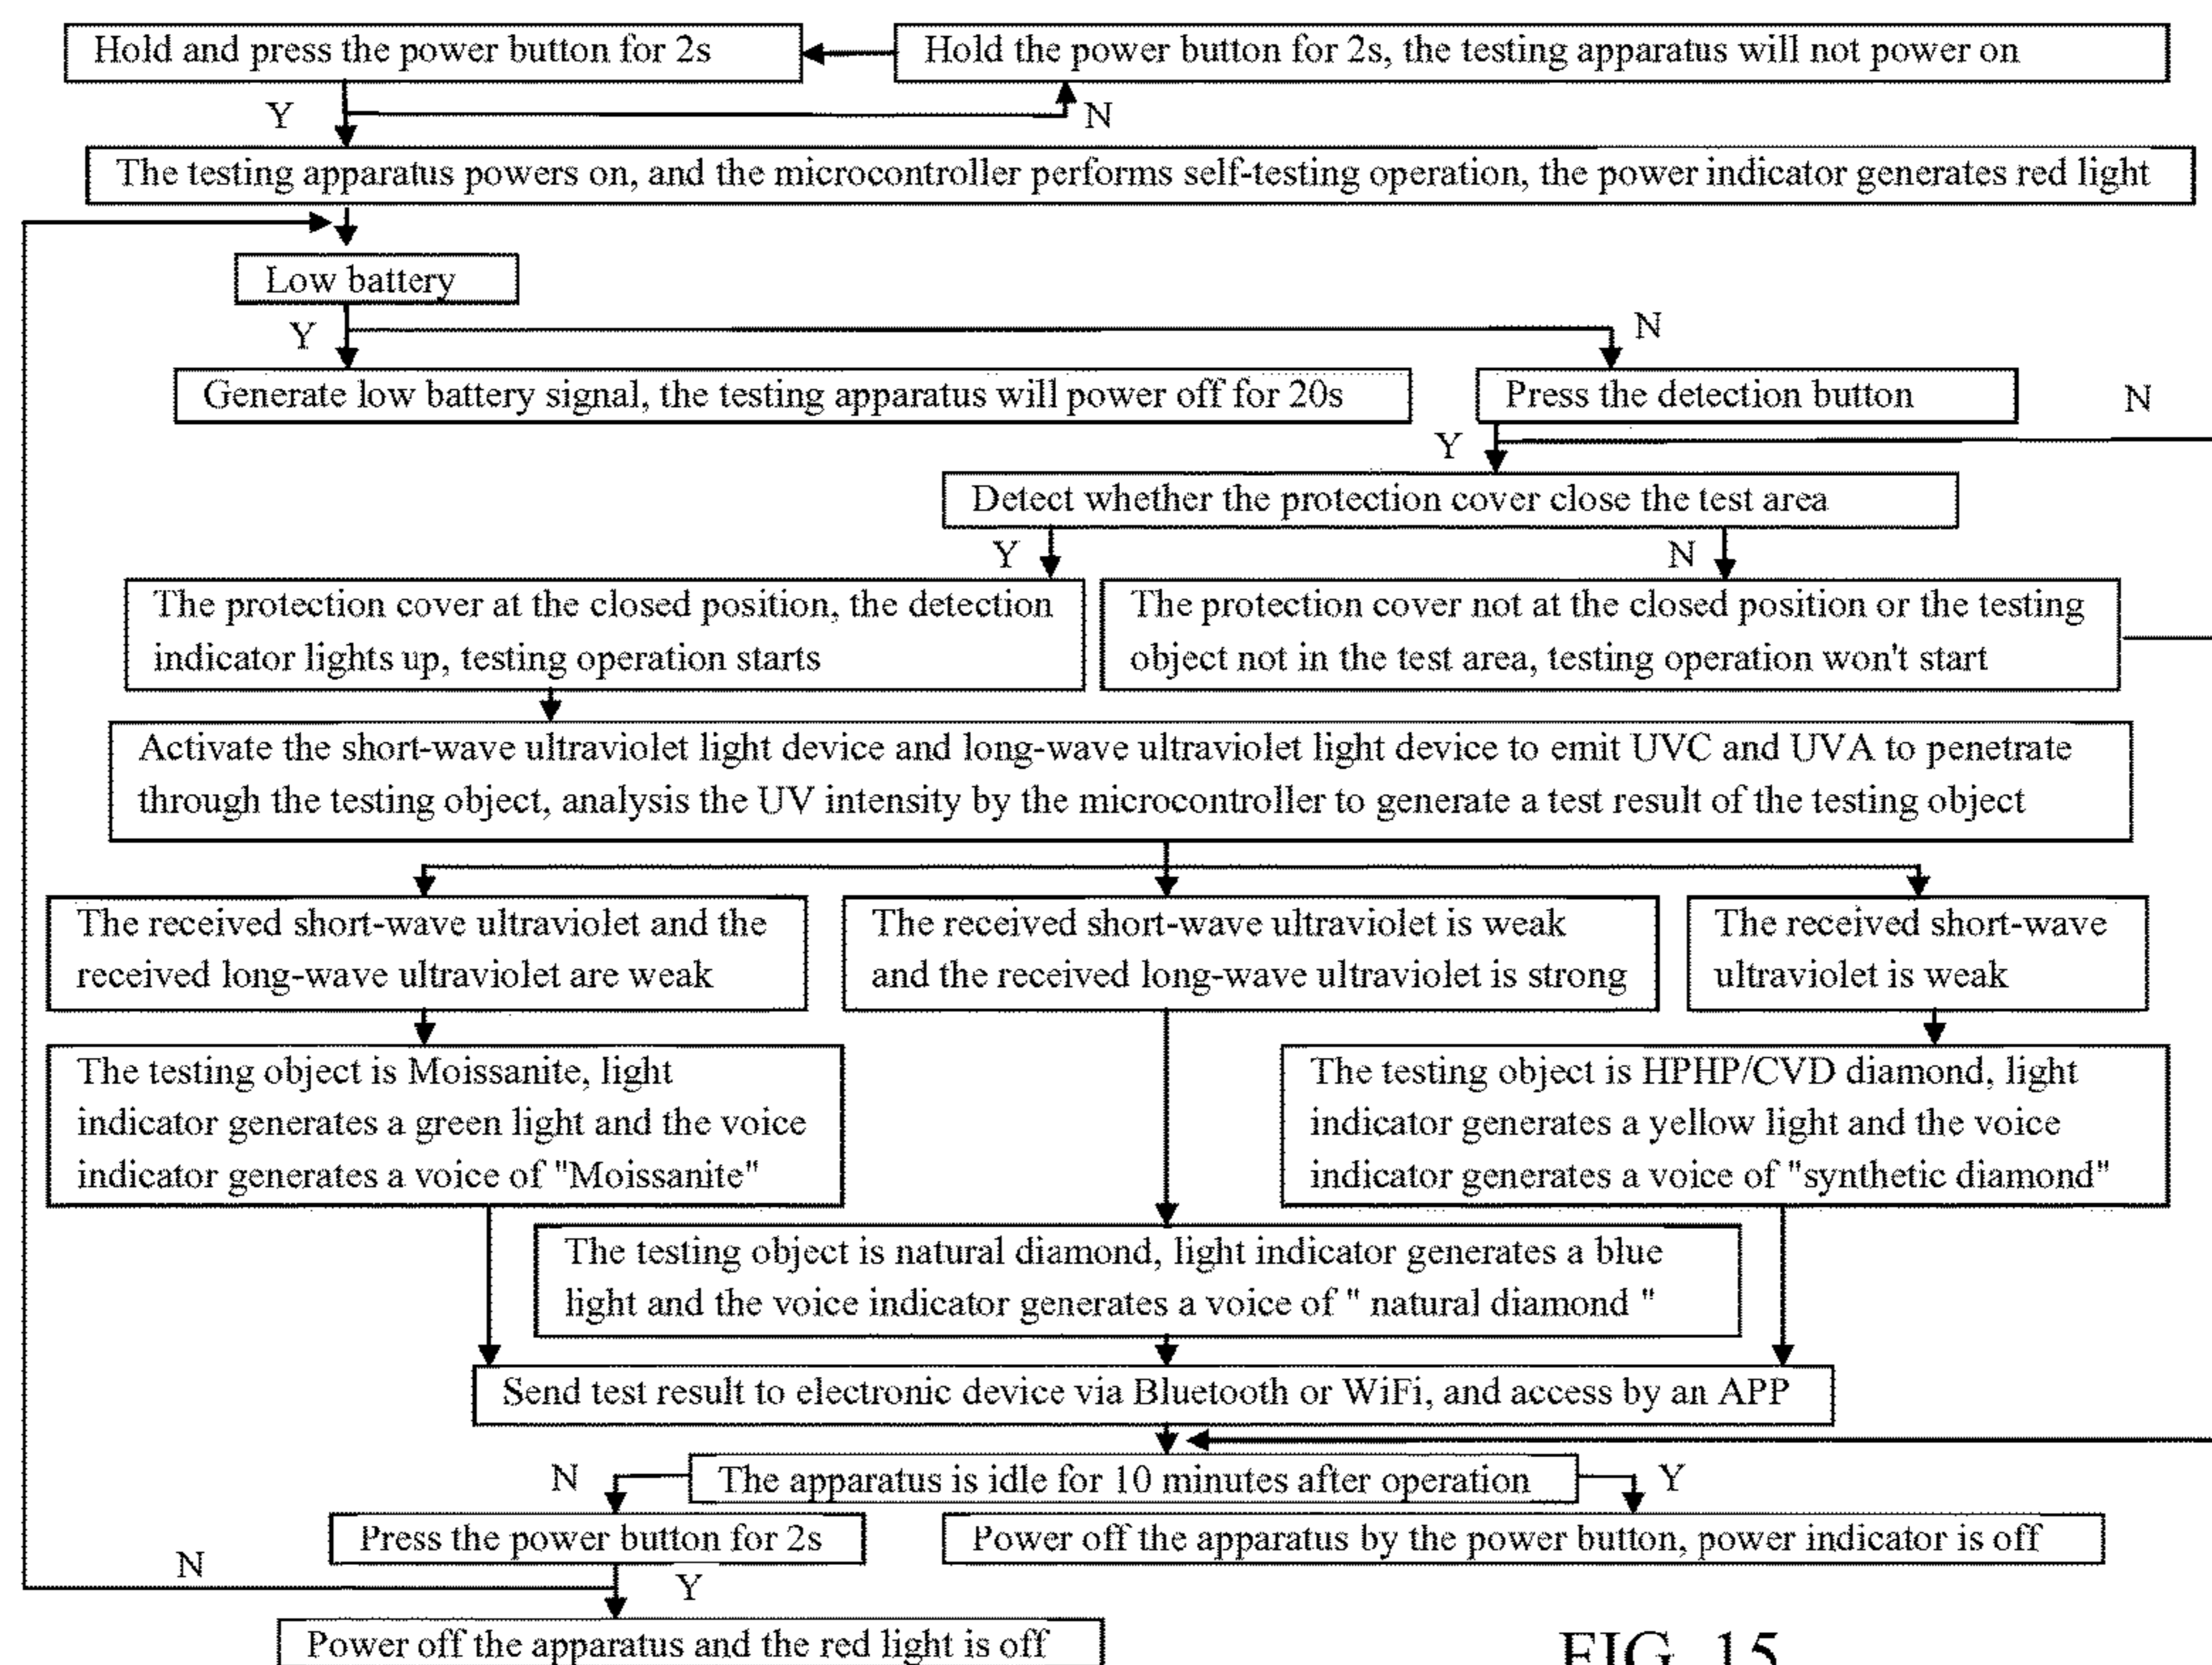 Hold and press the power button for 2s
Hold the power button for 2s, the testing apparatus will not power on
Y
N
The testing apparatus powers on, and the microcontroller performs self-testing operation, the power indicator generates red light
Low battery
Y
N
Generate low battery signal, the testing apparatus will power off for 20s
Press the detection button
N
Y
Detect whether the protection cover close the test area
Y
N
The protection cover at the closed position, the detection
indicator lights up, testing operation starts
The protection cover not at the closed position or the testing
object not in the test area, testing operation won't start
Activate the short-wave ultraviolet light device and long-wave ultraviolet light device to emit UVC and UVA to penetrate
through the testing object, analysis the UV intensity by the microcontroller to generate a test result of the testing object
The received short-wave ultraviolet and the
received long-wave ultraviolet are weak
The received short-wave ultraviolet is weak
and the received long-wave ultraviolet is strong
The received short-wave
ultraviolet is weak
The testing object is Moissanite, light
indicator generates a green light and the voice
indicator generates a voice of "Moissanite"
The testing object is HPHP/CVD diamond, light
indicator generates a yellow light and the voice
indicator generates a voice of "synthetic diamond"
The testing object is natural diamond, light indicator generates a blue
light and the voice indicator generates a voice of " natural diamond "
Send test result to electronic device via Bluetooth or WiFi, and access by an APP
The apparatus is idle for 10 minutes after operation
N
Y
Press the power button for 2s
Power off the apparatus by the power button, power indicator is off
N
Y
Power off the apparatus and the red light is off
FIG. 15